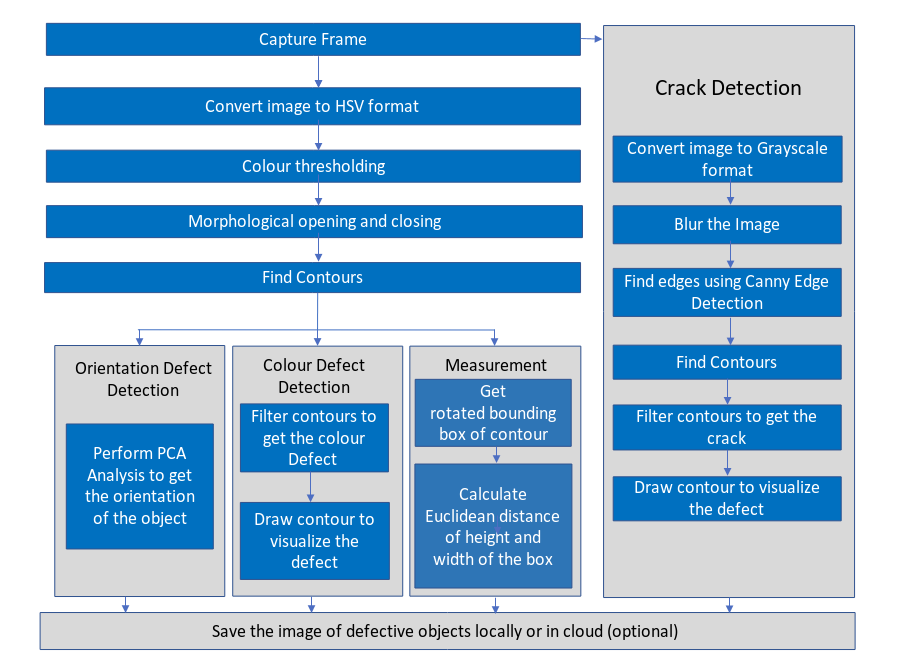 Capture Frame
Convert image to HSV format
Colour thresholding
Morphological opening and closing
Find Contours
Orientation Defect
Detection
Perform PCA
Analysis to get
the orientation
of the object
Colour Defect
Detection
Filter contours to
get the colour
Defect
Draw contour to
visualize the
defect
Measurement
Get
rotated bounding
box of contour
Calculate
Euclidean distance
of height and
width of the box
Crack Detection
Convert image to Grayscale
format
Blur the Image
Find edges using Canny Edge
Detection
Find Contours
Filter contours to get the
crack
Draw contour to visualize
the defect
Save the image of defective objects locally or in cloud (optional)